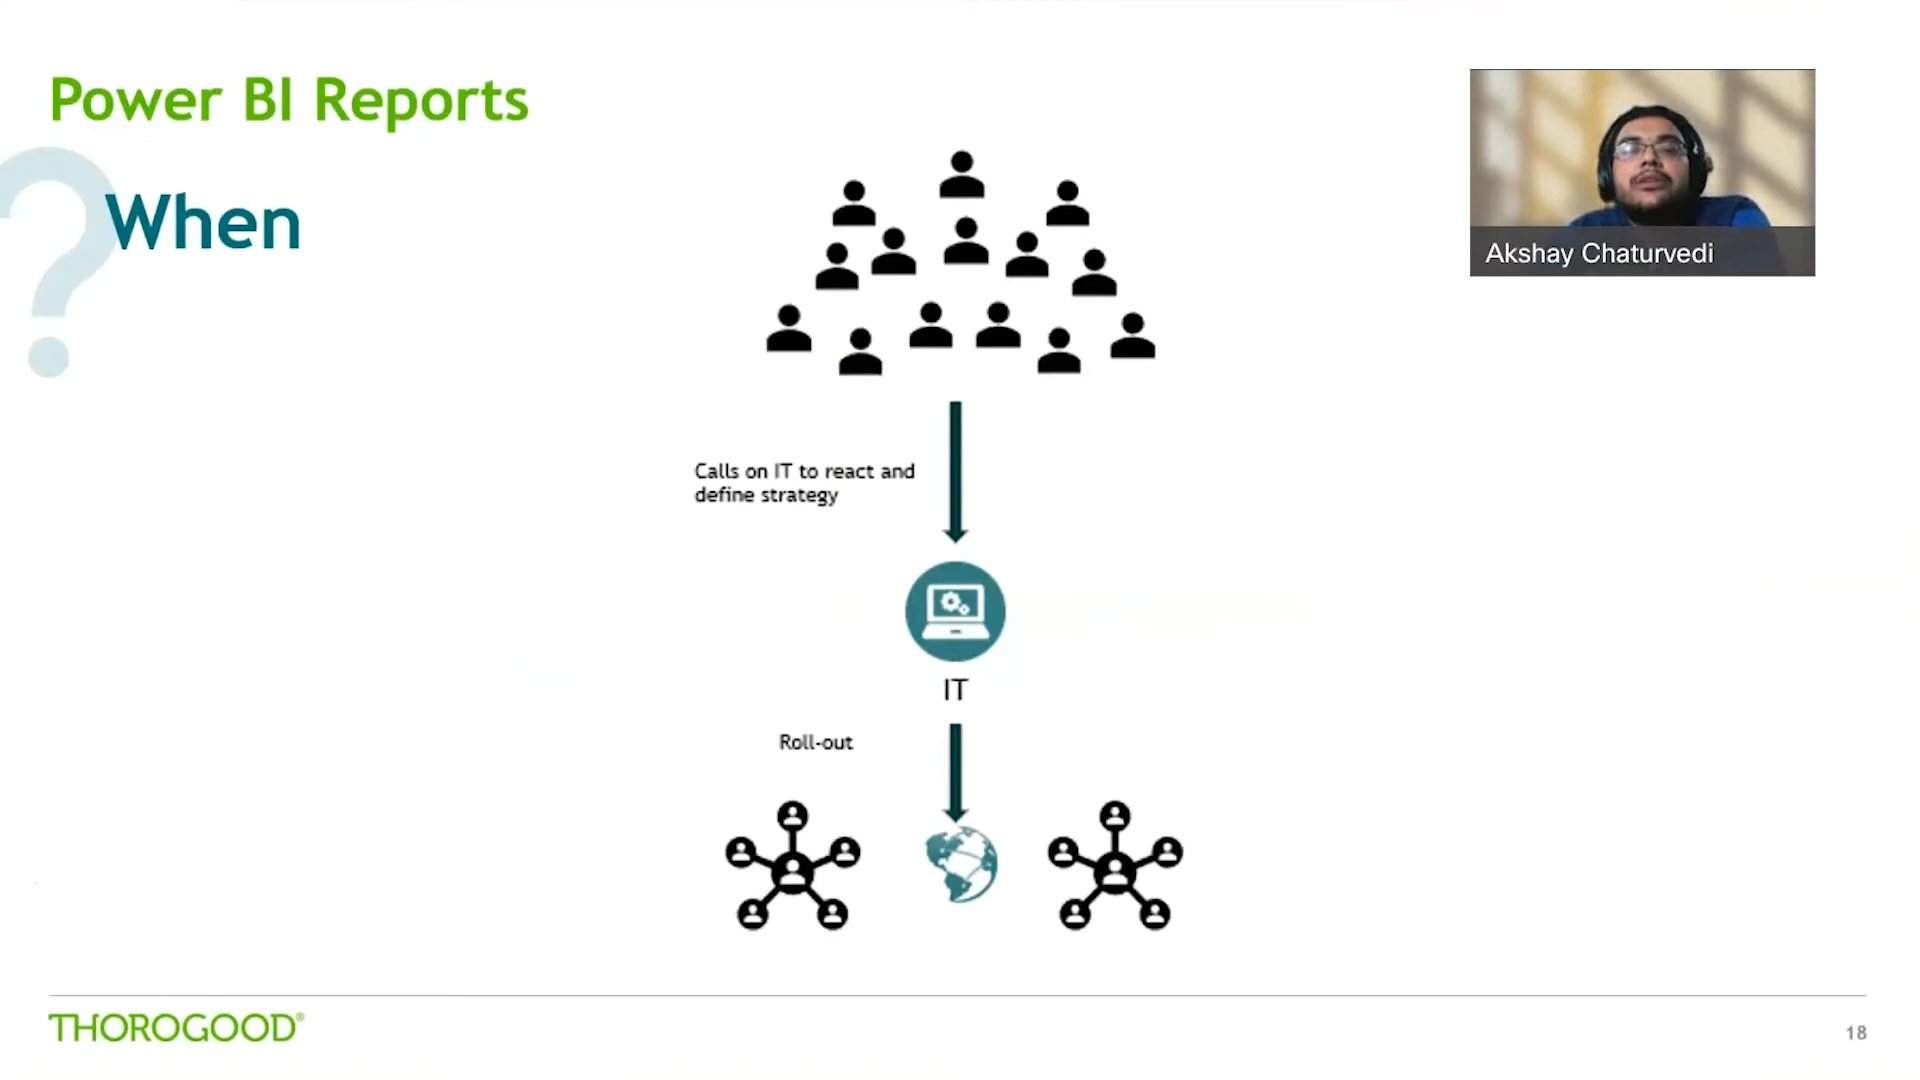 Power BI Reports
?
When
Akshay Chaturvedi
Calls on IT to react and
define strategy
IT
Roll-out
THOROGOOD®
18